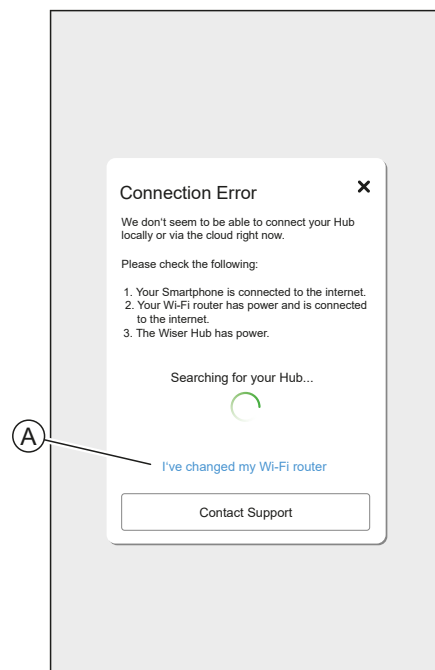 Connection Error
We don't seem to be able to connect your Hub
locally or via the cloud right now.
Please check the following:
1. Your Smartphone is connected to the internet.
2. Your Wi-Fi router has power and is connected
to the internet.
3. The Wiser Hub has power.
Searching for your Hub...
A
I've changed my Wi-Fi router
Contact Support